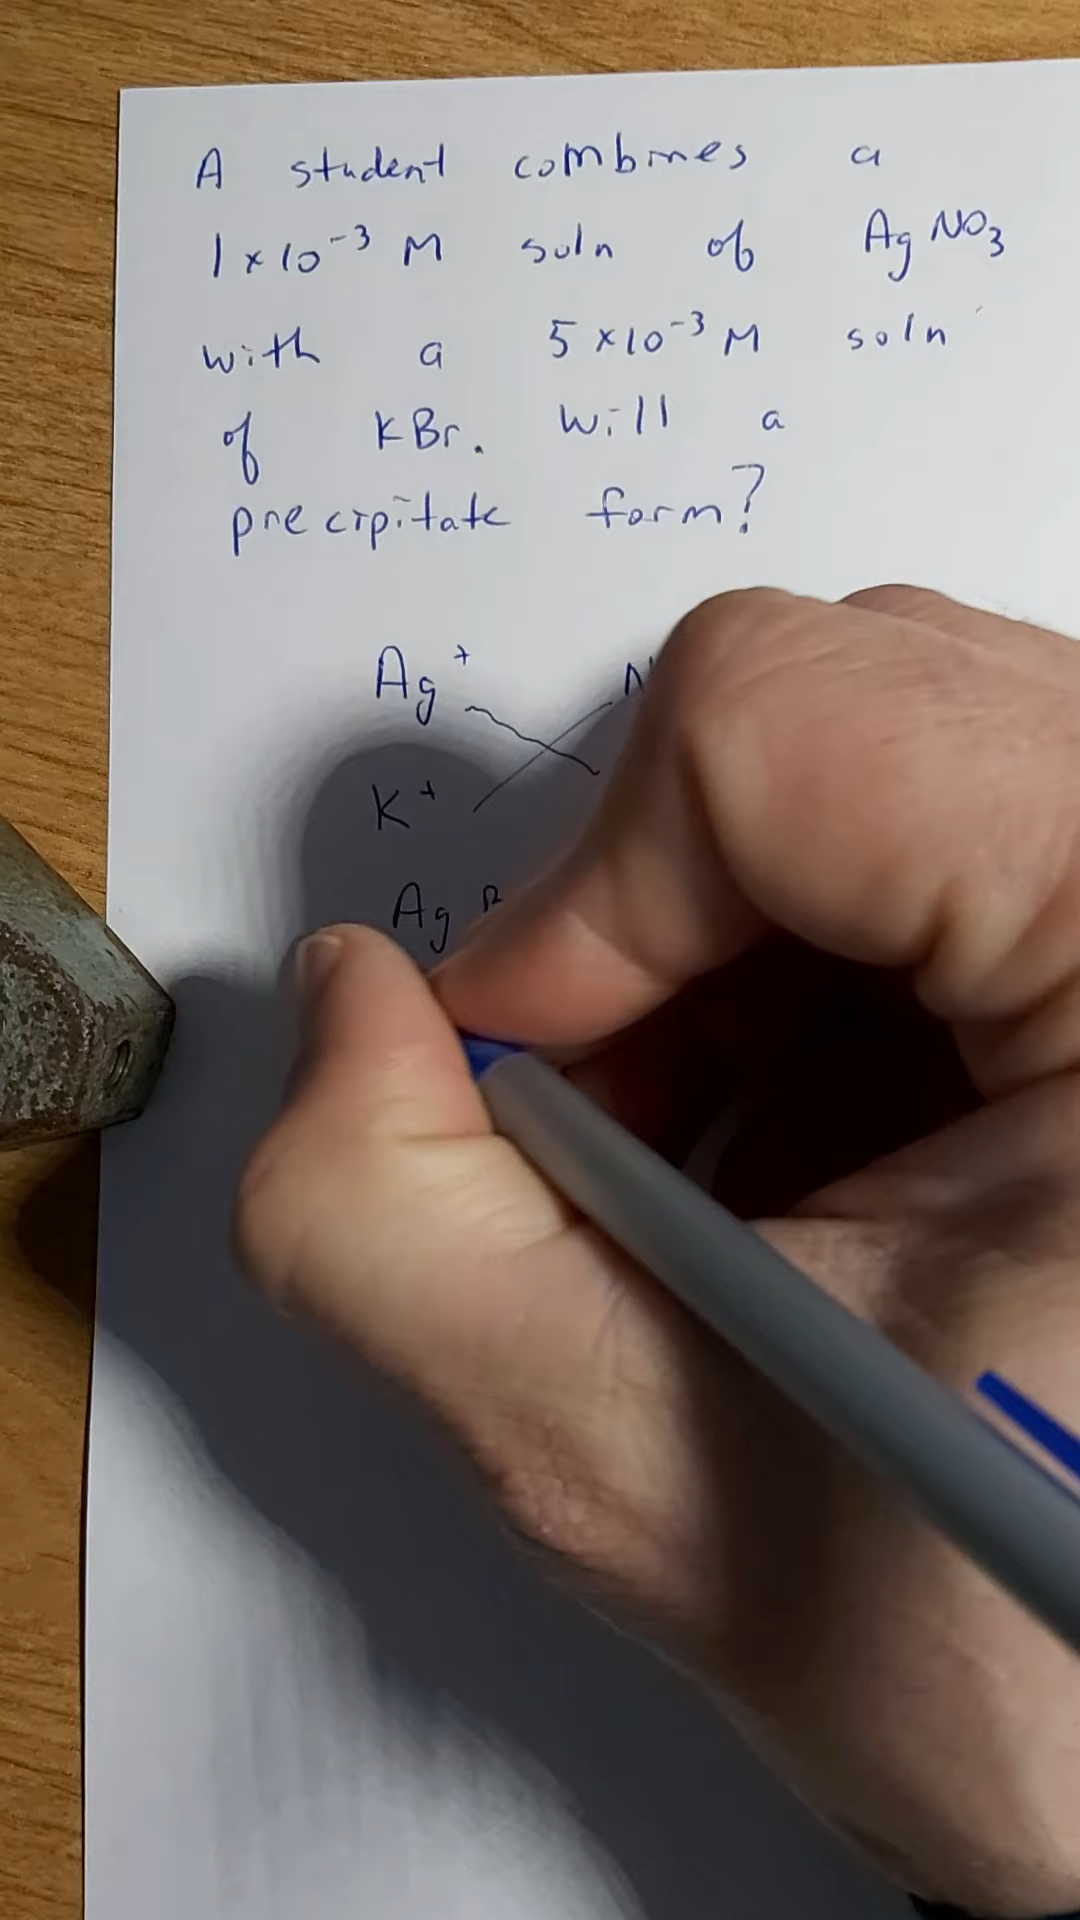 A student combines a
1×10⁻³ M soln of AgNO₃
with a 5×10⁻³ M soln
of KBr. Will a
precipitate form?
Ag⁺ N
K⁺
Ag